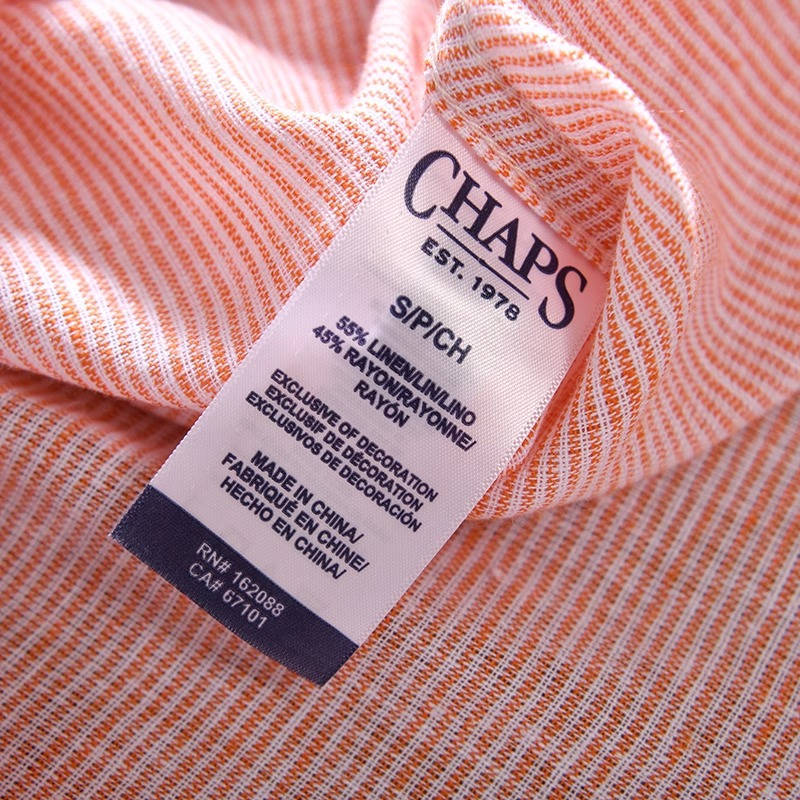 CHAPS
EST. 1978
S/P/CH
55% LINEN/LIN/LINO
45% RAYON/RAYONNE/
RAYÓN
EXCLUSIVE OF DECORATION
EXCLUSIF DE DÉCORATION
EXCLUSIVOS DE DECORACIÓN
MADE IN CHINA/
FABRIQUÉ EN CHINE/
HECHO EN CHINA/
RN# 162088
CA# 67101